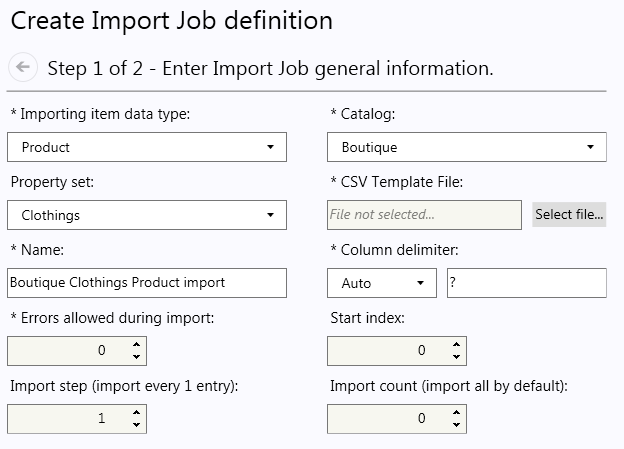 Create Import Job definition
Step 1 of 2 - Enter Import Job general information.
* Importing item data type:
* Catalog:
Product
Boutique
Property set:
* CSV Template File:
Clothings
File not selected...
Select file...
* Name:
* Column delimiter:
Boutique Clothings Product import
Auto
?
* Errors allowed during import:
Start index:
0
0
Import step (import every 1 entry):
Import count (import all by default):
1
0